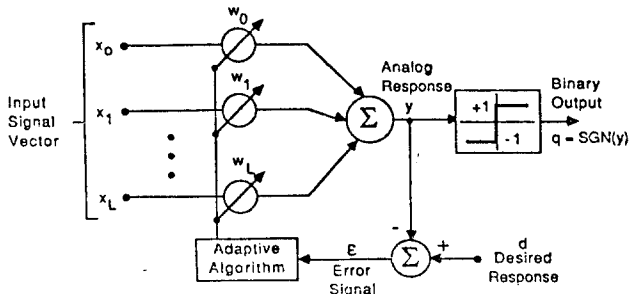 w0
x0
Analog
Response
Binary
Output
Input
Signal
Vector
w1
x1
Σ
y
+1
-1
q = SGN(y)
wL
xL
-
Adaptive
Algorithm
ε
Error
Signal
Σ
+
d
Desired
Response